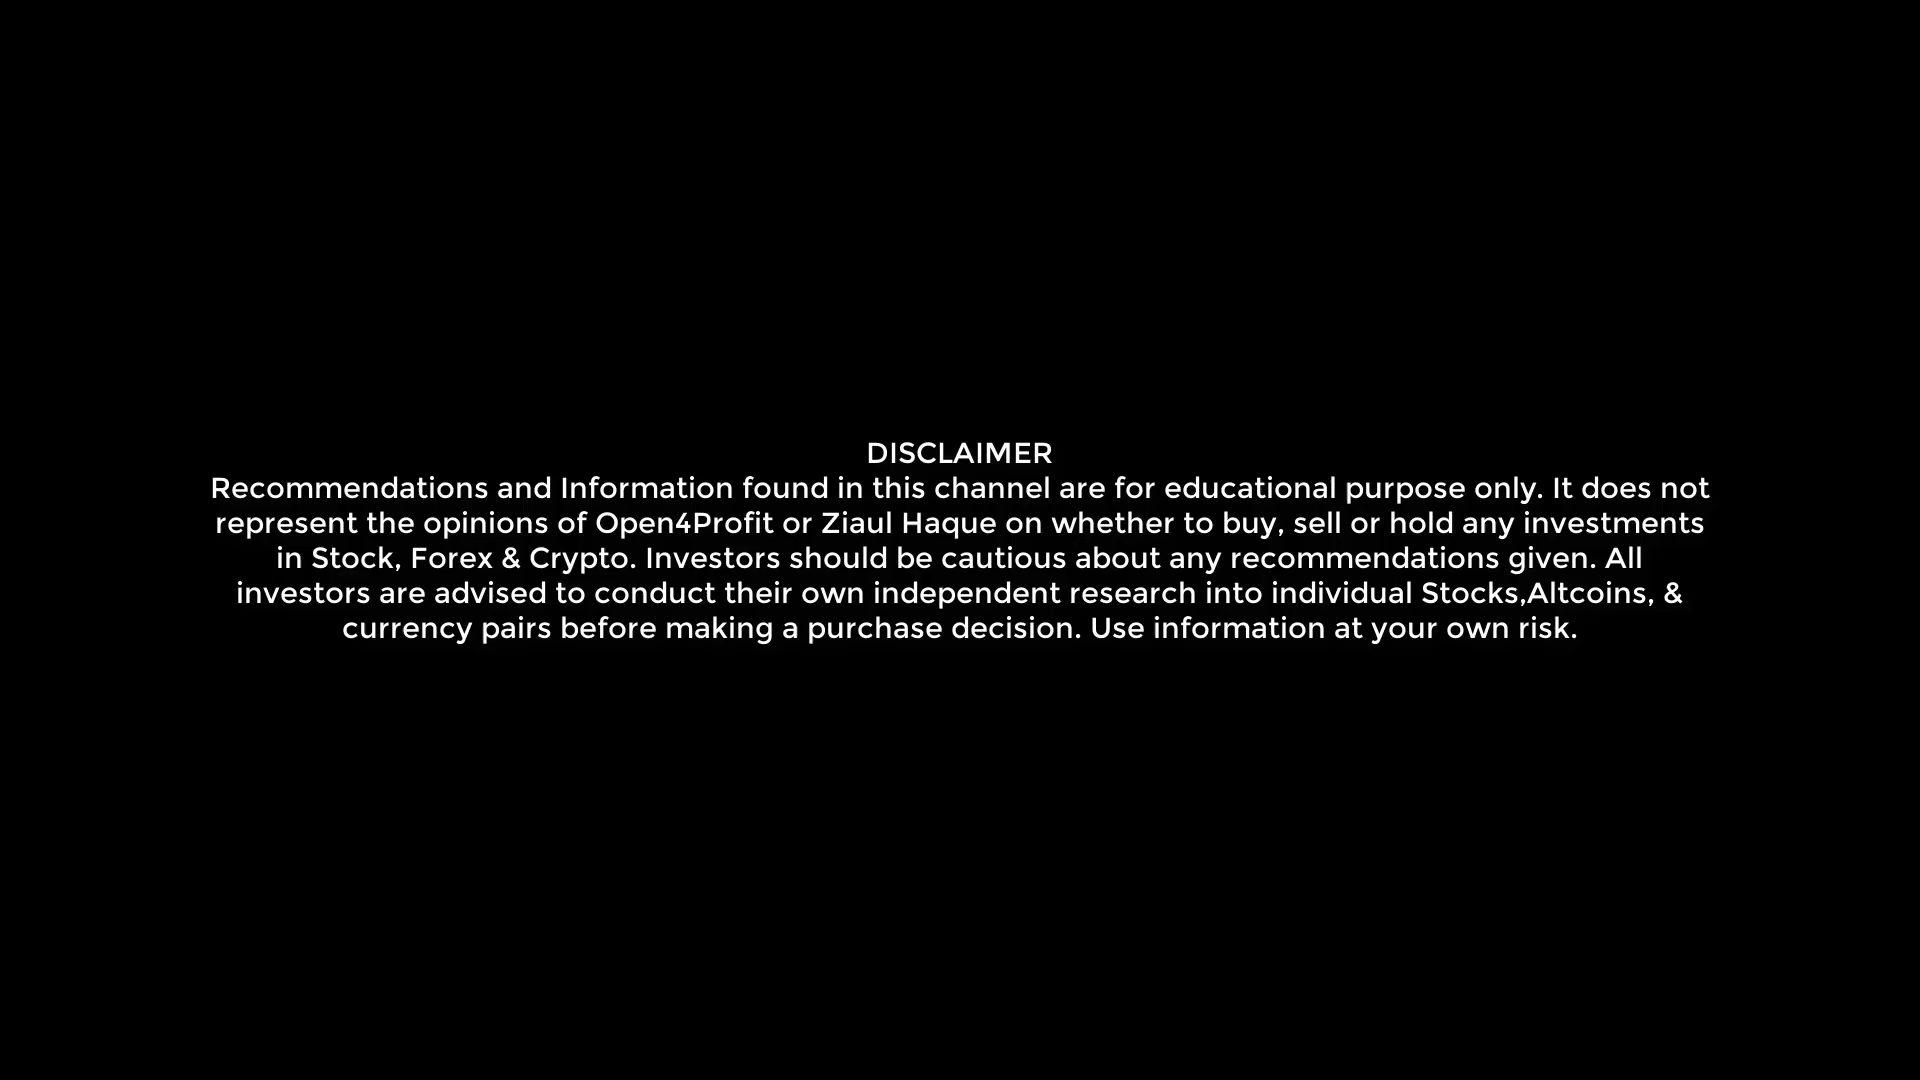 DISCLAIMER
Recommendations and Information found in this channel are for educational purpose only. It does not
represent the opinions of Open4Profit or Ziaul Haque on whether to buy, sell or hold any investments
in Stock, Forex & Crypto. Investors should be cautious about any recommendations given. All
investors are advised to conduct their own independent research into individual Stocks,Altcoins, &
currency pairs before making a purchase decision. Use information at your own risk.